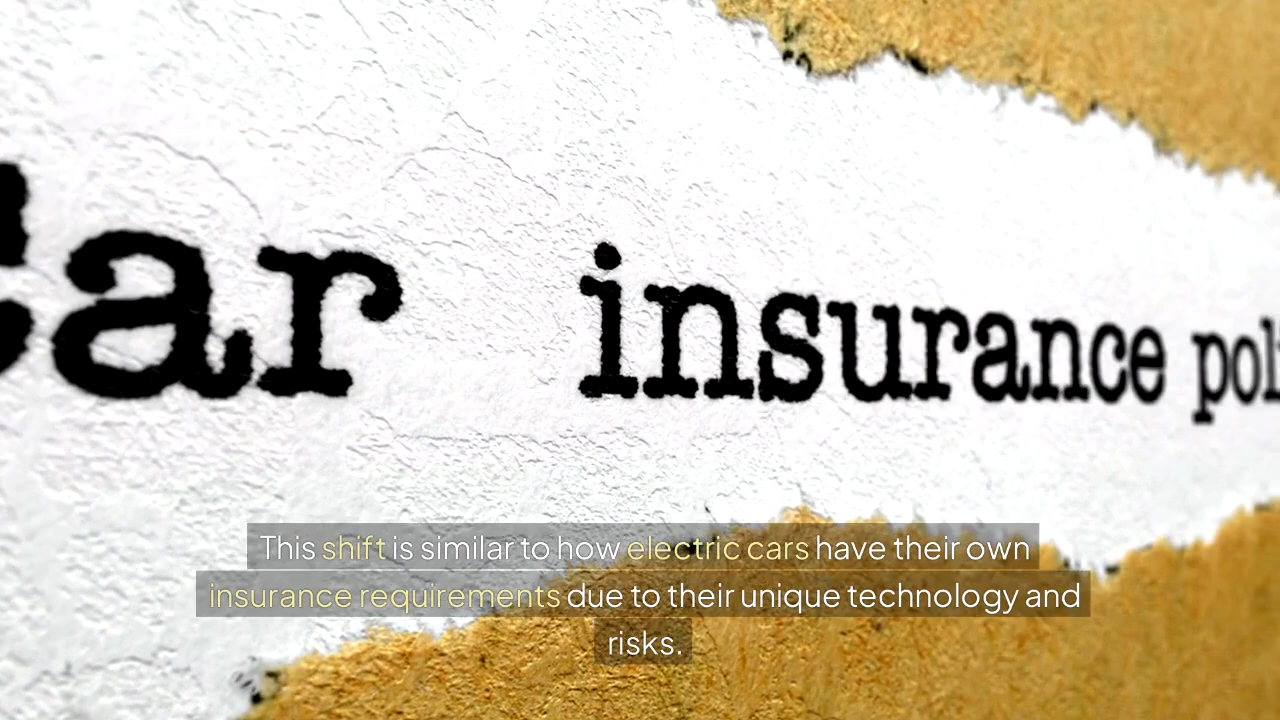 Car insurance pol
This shift is similar to how electric cars have their own
insurance requirements due to their unique technology and
risks.